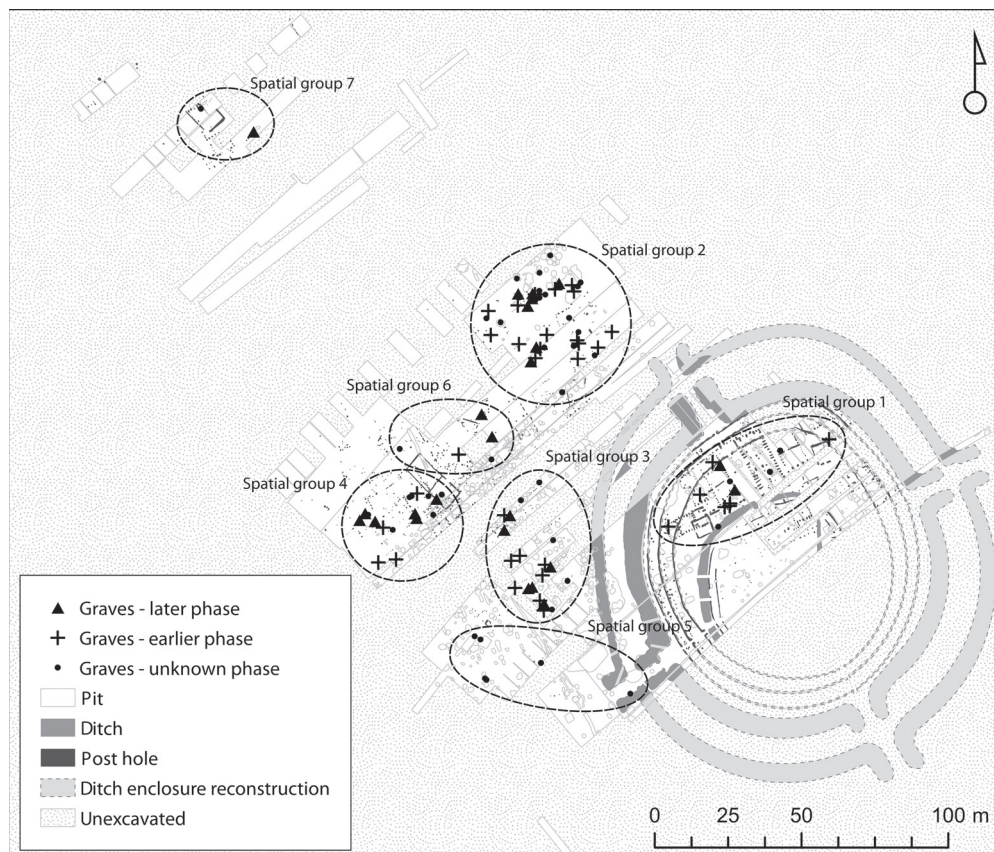 Spatial group 7
Spatial group 2
Spatial group 6
Spatial group 1
Spatial group 3
Spatial group 4
Spatial group 5
Graves - later phase
Graves - earlier phase
Graves - unknown phase
Pit
Ditch
Post hole
Ditch enclosure reconstruction
Unexcavated
0 25 50 100 m